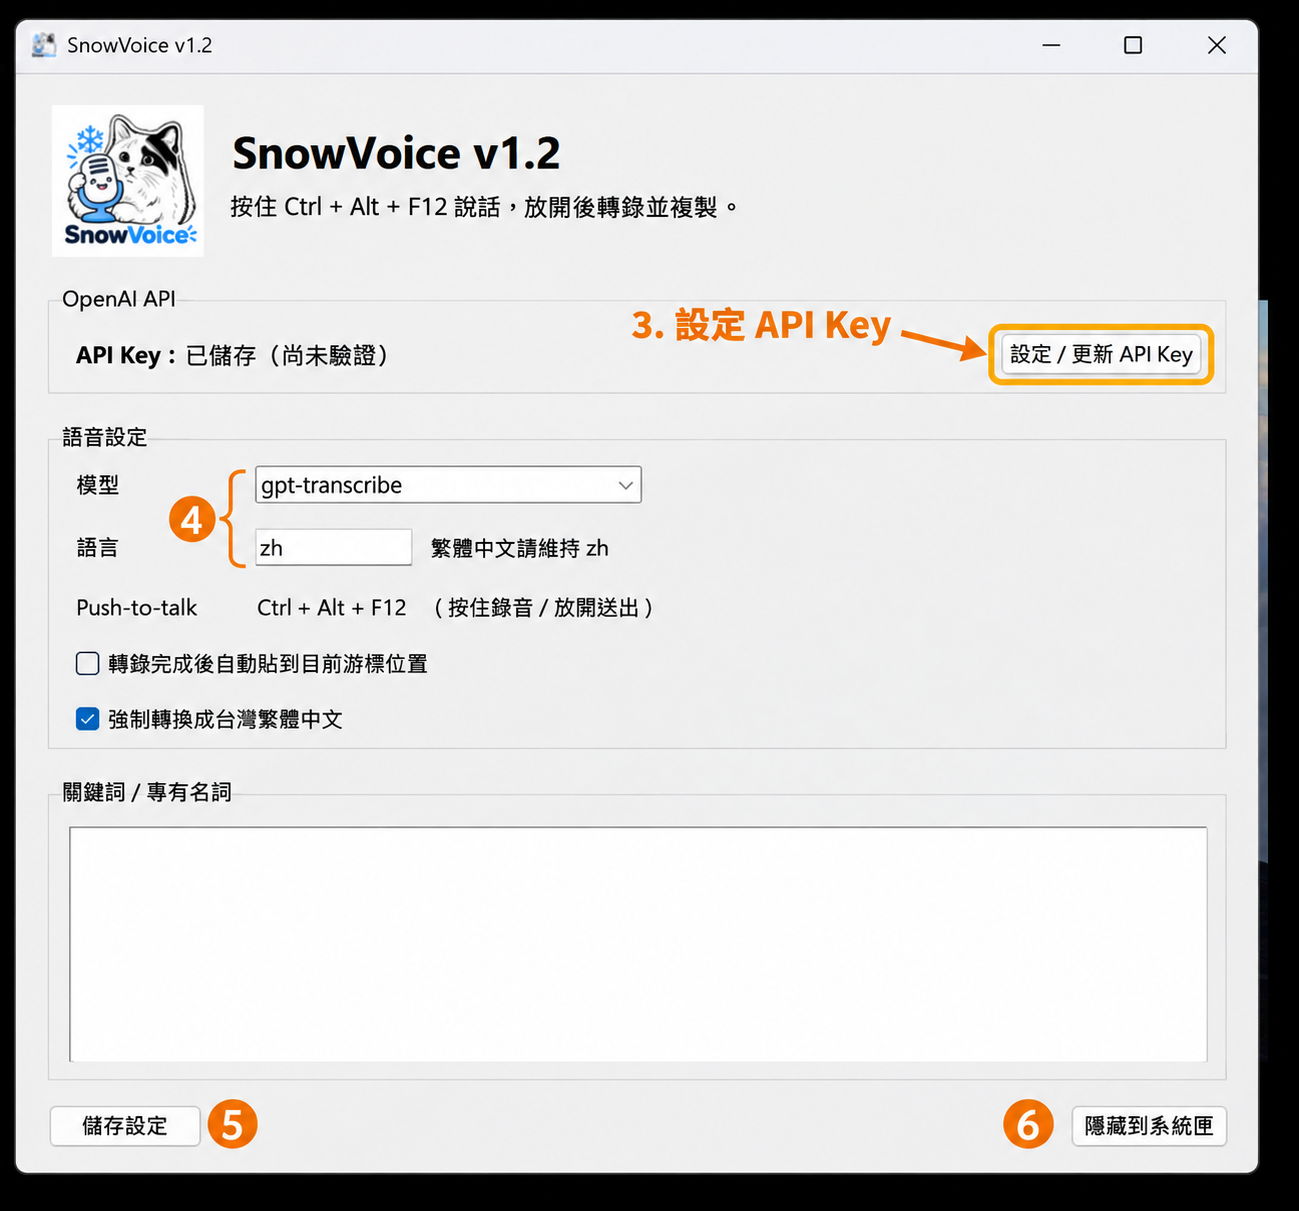 SnowVoice v1.2
SnowVoice
SnowVoice v1.2
按住 Ctrl + Alt + F12 說話，放開後轉錄並複製。
OpenAI API
3. 設定 API Key
API Key：已儲存（尚未驗證）
設定 / 更新 API Key
語音設定
模型
gpt-transcribe
4
語言
zh
繁體中文請維持 zh
Push-to-talk
Ctrl + Alt + F12 （按住錄音 / 放開送出）
轉錄完成後自動貼到目前游標位置
強制轉換成台灣繁體中文
關鍵詞 / 專有名詞
儲存設定
5
6
隱藏到系統匣